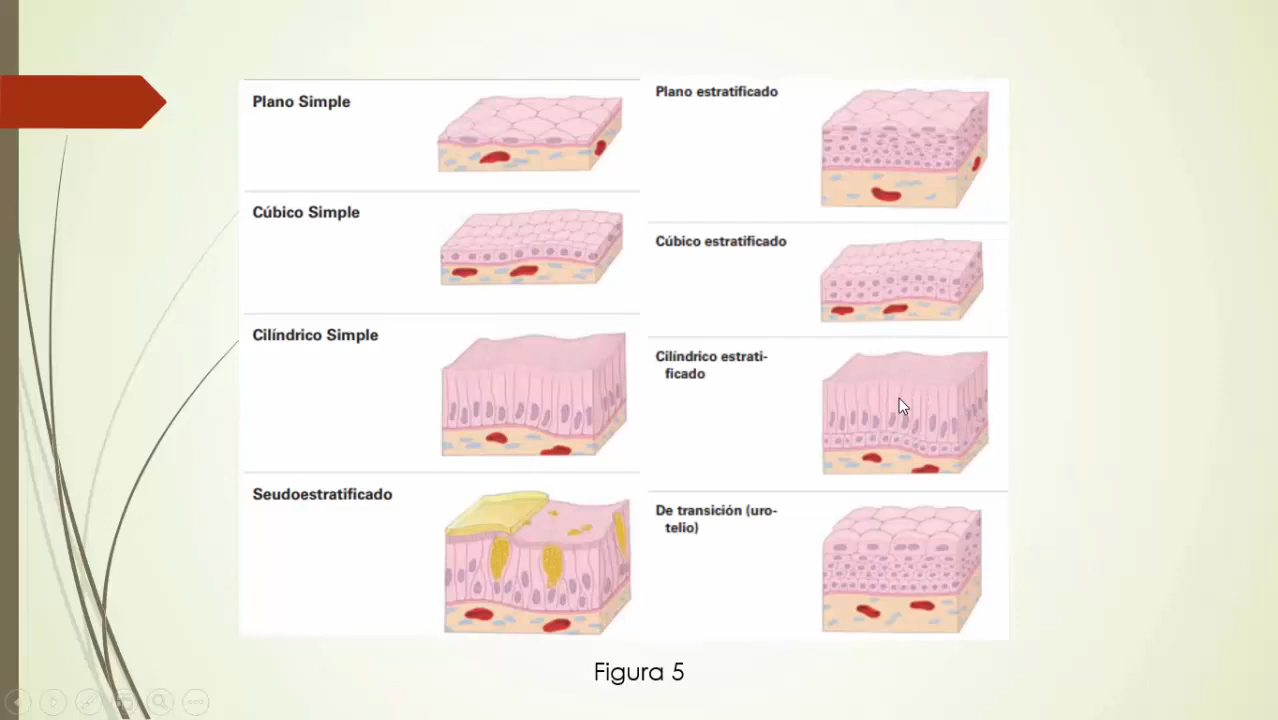 Plano Simple
Cúbico Simple
Cilíndrico Simple
Seudoestratificado
Plano estratificado
Cúbico estratificado
Cilíndrico estrati-
ficado
De transición (uro-
telio)
Figura 5